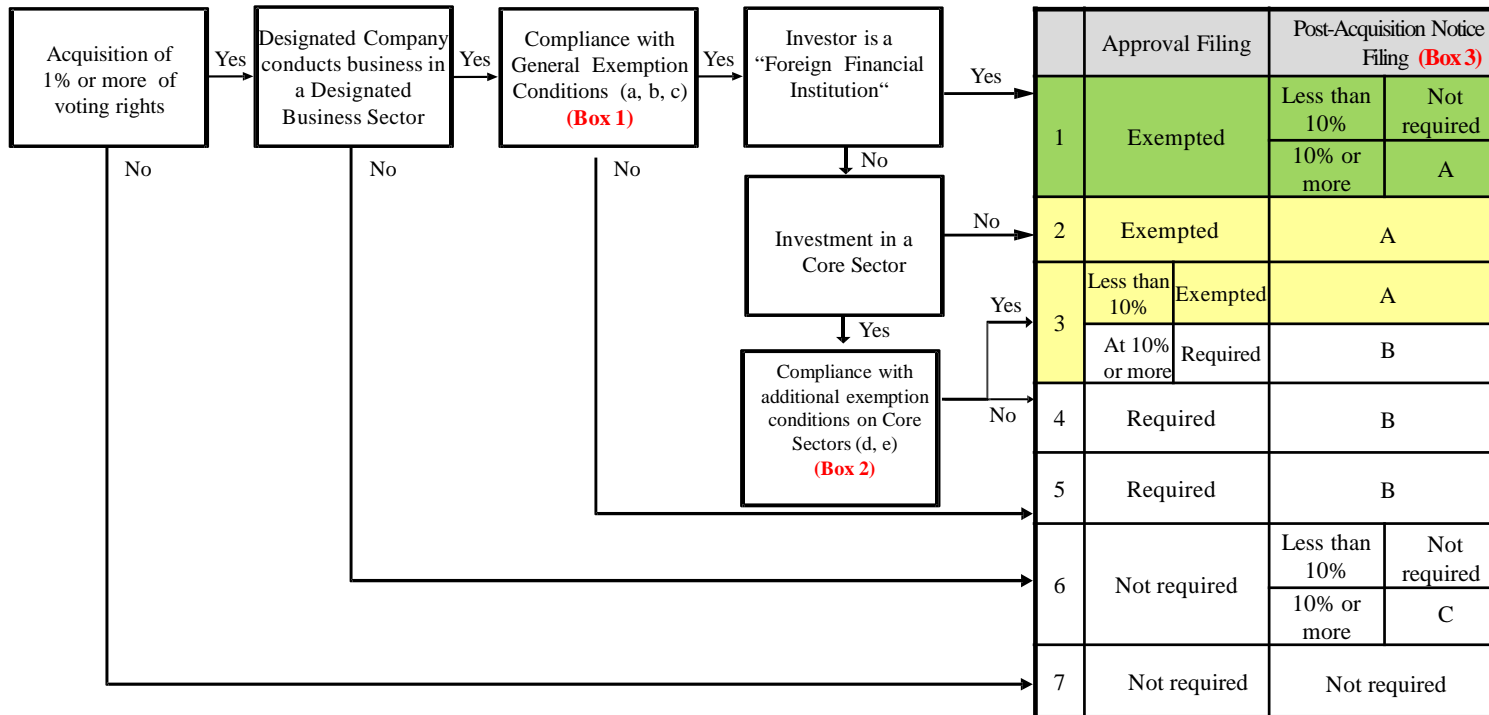 Acquisition of
1% or more of
voting rights
Yes
No
Designated Company
conducts business in
a Designated
Business Sector
Yes
No
Compliance with
General Exemption
Conditions (a, b, c)
(Box 1)
Yes
No
Investor is a
“Foreign Financial
Institution“
Yes
No
Investment in a
Core Sector
No
Yes
Compliance with
additional exemption
conditions on Core
Sectors (d, e)
(Box 2)
Yes
No
Approval Filing
Post-Acquisition Notice
Filing (Box 3)
1
Exempted
Less than
10%
Not
required
10% or
more
A
2
Exempted
A
3
Less than
10%
Exempted
A
At 10%
or more
Required
B
4
Required
B
5
Required
B
6
Not required
Less than
10%
Not
required
10% or
more
C
7
Not required
Not required